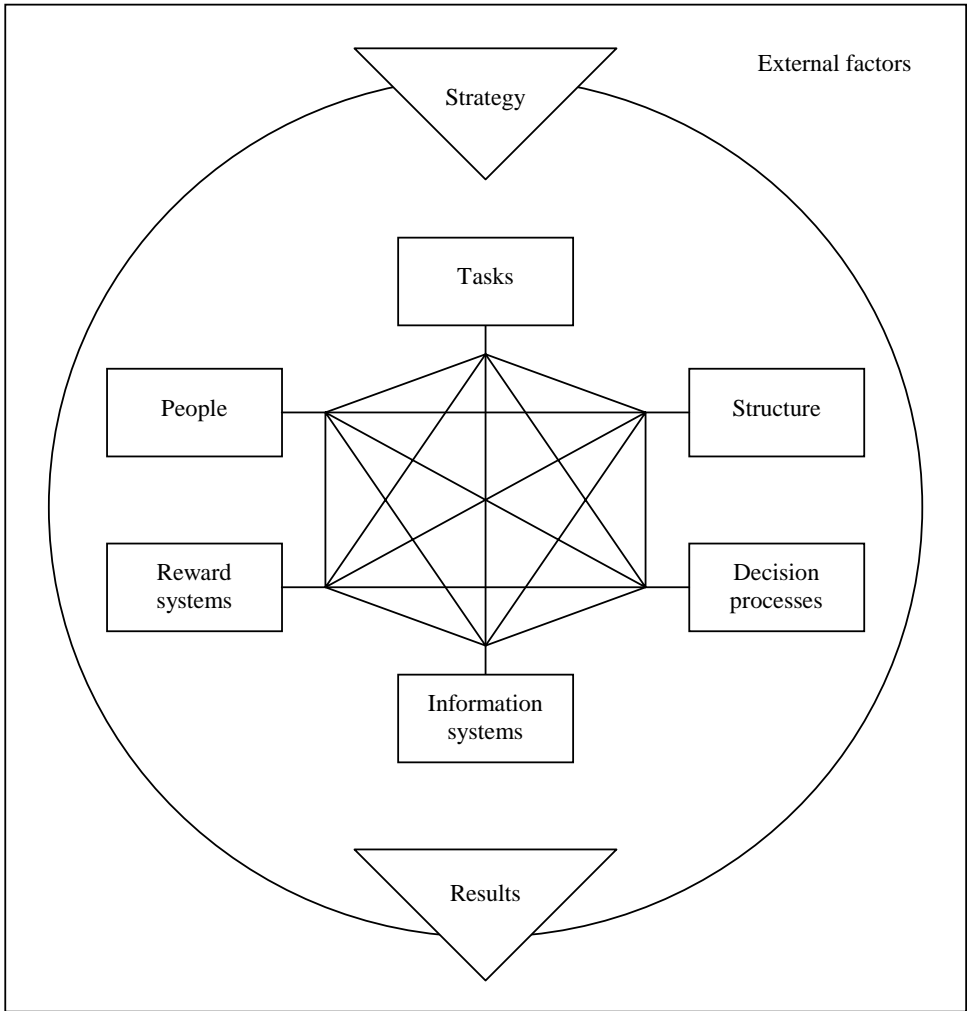 External factors
Strategy
Tasks
People
Structure
Reward
systems
Decision
processes
Information
systems
Results